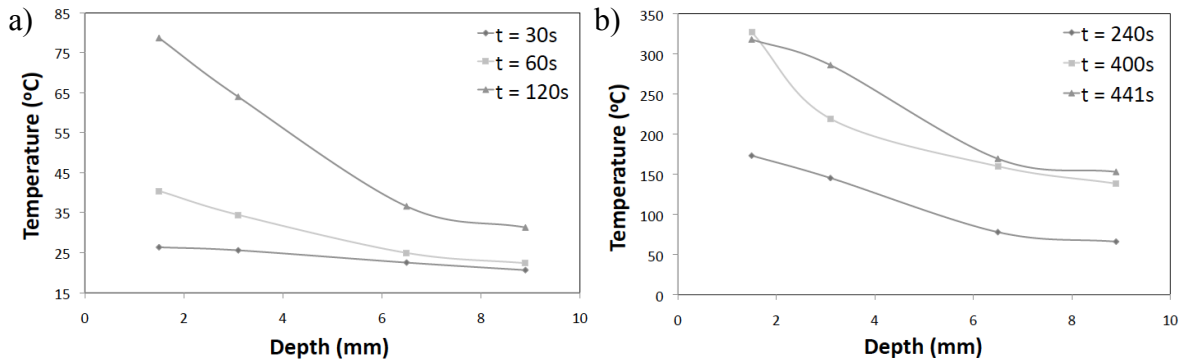 a)
85
75
65
55
45
35
25
15
0
2
4
6
8
10
Temperature (ºC)
Depth (mm)
t = 30s
t = 60s
t = 120s
b)
350
300
250
200
150
100
50
0
0
2
4
6
8
10
Temperature (ºC)
Depth (mm)
t = 240s
t = 400s
t = 441s